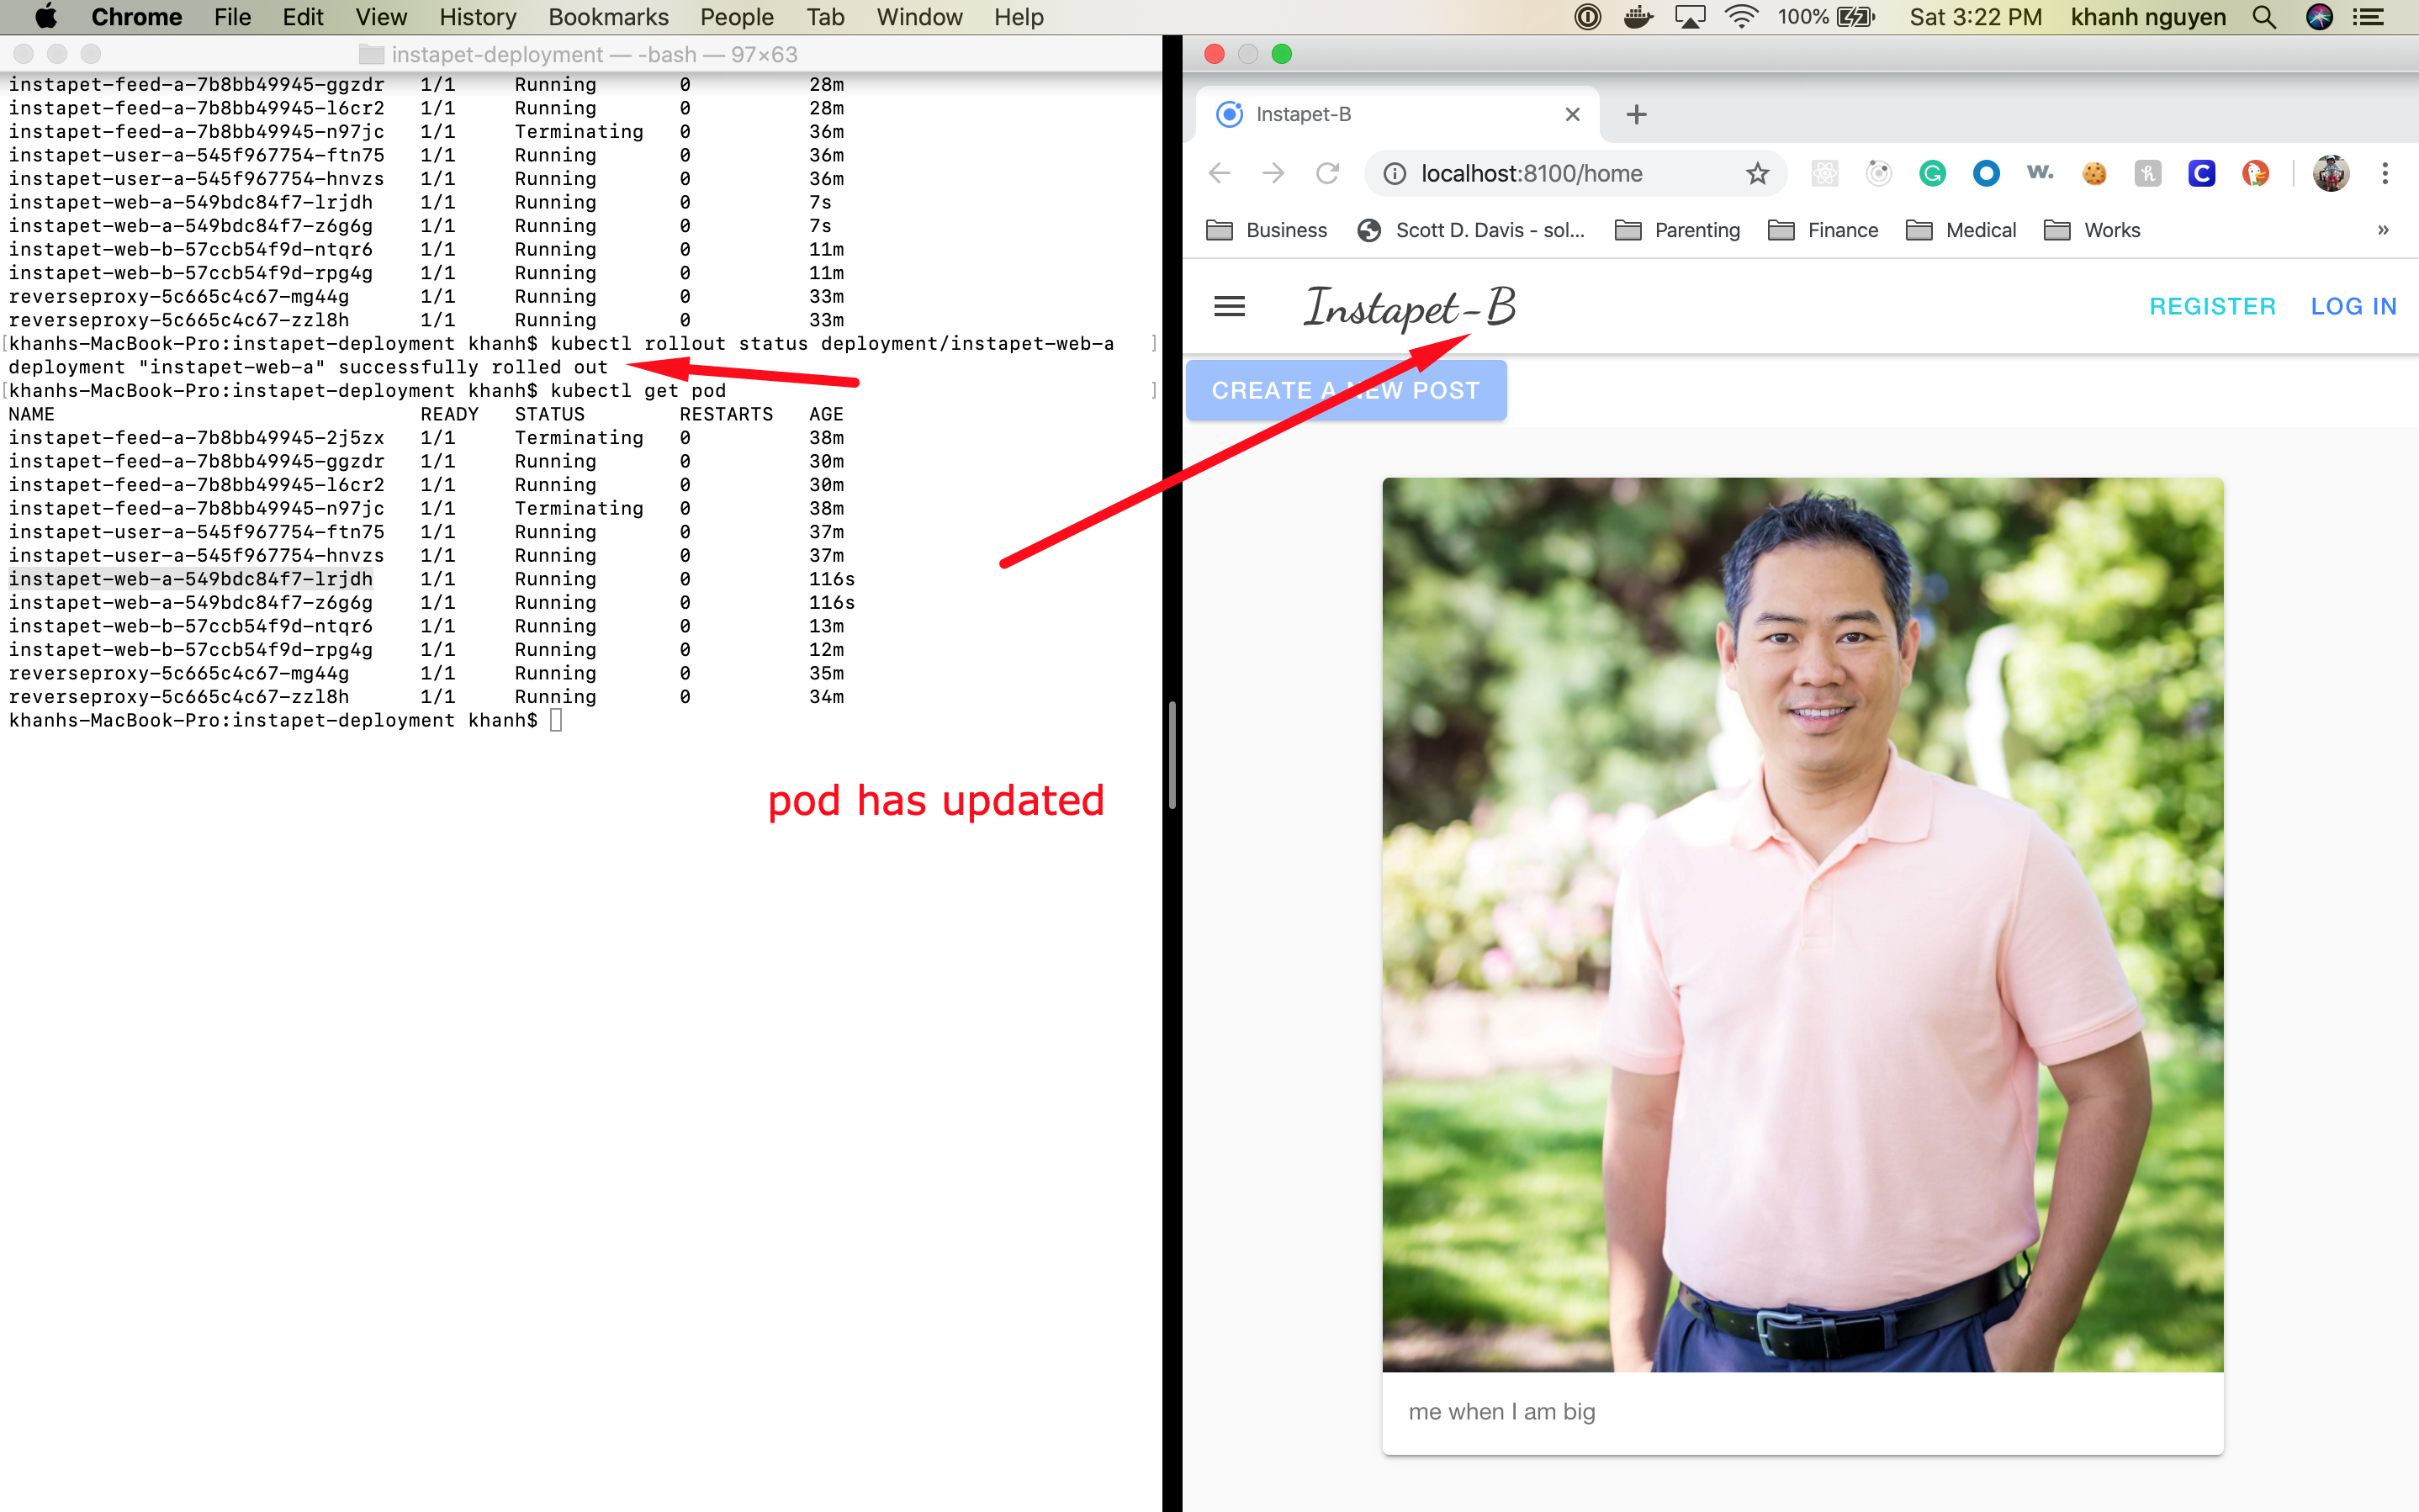 Chrome File Edit View History Bookmarks People Tab Window Help 100% Sat 3:22 PM khanh nguyen
instapet-deployment — -bash — 97×63
instapet-feed-a-7b8bb49945-ggzdr 1/1 Running 0 28m
instapet-feed-a-7b8bb49945-l6cr2 1/1 Running 0 28m
instapet-feed-a-7b8bb49945-n97jc 1/1 Terminating 0 36m
instapet-user-a-545f967754-ftn75 1/1 Running 0 36m
instapet-user-a-545f967754-hnvzs 1/1 Running 0 36m
instapet-web-a-549bdc84f7-lrjdh 1/1 Running 0 7s
instapet-web-a-549bdc84f7-z6g6g 1/1 Running 0 7s
instapet-web-b-57ccb54f9d-ntqr6 1/1 Running 0 11m
instapet-web-b-57ccb54f9d-rpg4g 1/1 Running 0 11m
reverseproxy-5c665c4c67-mg44g 1/1 Running 0 33m
reverseproxy-5c665c4c67-zzl8h 1/1 Running 0 33m
[khanhs-MacBook-Pro:instapet-deployment khanh$ kubectl rollout status deployment/instapet-web-a ]
deployment "instapet-web-a" successfully rolled out
[khanhs-MacBook-Pro:instapet-deployment khanh$ kubectl get pod ]
NAME READY STATUS RESTARTS AGE
instapet-feed-a-7b8bb49945-2j5zx 1/1 Terminating 0 38m
instapet-feed-a-7b8bb49945-ggzdr 1/1 Running 0 30m
instapet-feed-a-7b8bb49945-l6cr2 1/1 Running 0 30m
instapet-feed-a-7b8bb49945-n97jc 1/1 Terminating 0 38m
instapet-user-a-545f967754-ftn75 1/1 Running 0 37m
instapet-user-a-545f967754-hnvzs 1/1 Running 0 37m
instapet-web-a-549bdc84f7-lrjdh 1/1 Running 0 116s
instapet-web-a-549bdc84f7-z6g6g 1/1 Running 0 116s
instapet-web-b-57ccb54f9d-ntqr6 1/1 Running 0 13m
instapet-web-b-57ccb54f9d-rpg4g 1/1 Running 0 12m
reverseproxy-5c665c4c67-mg44g 1/1 Running 0 35m
reverseproxy-5c665c4c67-zzl8h 1/1 Running 0 34m
khanhs-MacBook-Pro:instapet-deployment khanh$
pod has updated
Instapet-B
localhost:8100/home
Business Scott D. Davis - sol... Parenting Finance Medical Works »
Instapet-B REGISTER LOG IN
CREATE A NEW POST
me when I am big